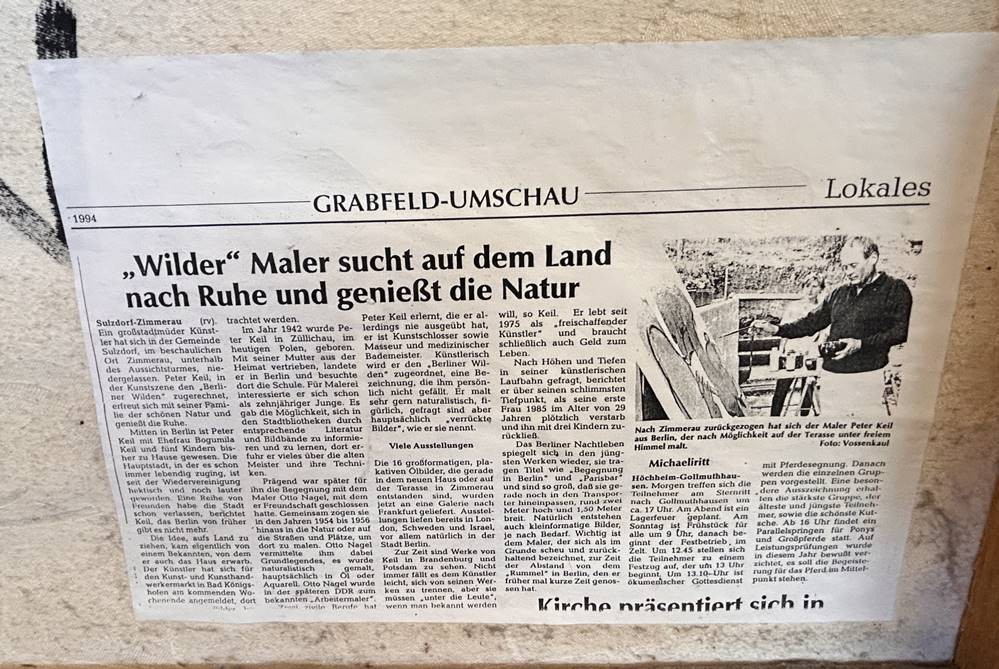 GRABFELD-UMSCHAU
Lokales
1994
„Wilder“ Maler sucht auf dem Land
nach Ruhe und genießt die Natur
Sulzdorf-Zimmerau (rv).
Ein großstadtmüder Künst-
ler hat sich in der Gemeinde
Sulzdorf, im beschaulichen
Ort Zimmerau, unterhalb
des Aussichtsturmes, nie-
dergelassen. Peter Keil, in
der Kunstszene den „Berli-
ner Wilden“ zugerechnet,
erfreut sich mit seiner Fami-
lie der schönen Natur und
genießt die Ruhe.
Mitten in Berlin ist Peter
Keil mit Ehefrau Bogumila
und fünf Kindern bis-
her zu Hause gewesen. Die
Hauptstadt, in der es schon
immer lebendig zuging, ist
seit der Wiedervereinigung
hektisch und noch lauter
geworden. Eine Reihe von
Freunden habe die Stadt
schon verlassen, berichtet
Keil, das Berlin von früher
gibt es nicht mehr.
Die Idee, aufs Land zu
ziehen, kam eigentlich von
einem Bekannten, von dem
er auch das Haus erwarb.
Der Künstler hat sich für
den Kunst- und Kunsthand-
werkermarkt in Bad Königs-
hofen am kommenden Wo-
chenende angemeldet, dort
trachtet werden.
Im Jahr 1942 wurde Pe-
ter Keil in Züllichau, im
heutigen Polen, geboren.
Mit seiner Mutter aus der
Heimat vertrieben, landete
er in Berlin und besuchte
dort die Schule. Für Malerei
interessierte er sich schon
als zehnjähriger Junge. Es
gab die Möglichkeit, sich in
den Stadtbibliotheken durch
entsprechende Literatur
und Bildbände zu informie-
ren und zu lernen, dort er-
fuhr er vieles über die alten
Meister und ihre Techni-
ken.
Prägend war später für
ihn die Begegnung mit dem
Maler Otto Nagel, mit dem
er Freundschaft geschlossen
hatte. Gemeinsam zogen sie
in den Jahren 1954 bis 1956
hinaus in die Natur oder auf
die Straßen und Plätze, um
dort zu malen. Otto Nagel
vermittelte ihm dabei
Grundlegendes, es wurde
naturalistisch gemalt,
hauptsächlich in Öl oder
Aquarell. Otto Nagel wurde
in der späteren DDR zum
bekannten „Arbeitermaler“.
Zwei zivile Berufe hat
Peter Keil erlernt, die er al-
lerdings nie ausgeübt hat,
er ist Kunstschlosser sowie
Masseur und medizinischer
Bademeister. Künstlerisch
wird er den „Berliner Wil-
den“ zugeordnet, eine Be-
zeichnung, die ihm persön-
lich nicht gefällt. Er malt
sehr gern naturalistisch, fi-
gürlich, gefragt sind aber
hauptsächlich „verrückte
Bilder“, wie er sie nennt.
Viele Ausstellungen
Die 16 großformatigen, pla-
kativen Ölbilder, die gerade
in dem neuen Haus oder auf
der Terasse in Zimmerau
entstanden sind, wurden
jetzt an eine Galerie nach
Frankfurt geliefert. Ausstel-
lungen liefen bereits in Lon-
don, Schweden und Israel,
vor allem natürlich in der
Stadt Berlin.
Zur Zeit sind Werke von
Keil in Brandenburg und
Potsdam zu sehen. Nicht
immer fällt es dem Künstler
leicht, sich von seinen Wer-
ken zu trennen, aber sie
müssen „unter die Leute“,
wenn man bekannt werden
will, so Keil. Er lebt seit
1975 als „freischaffender
Künstler“ und braucht
schließlich auch Geld zum
Leben.
Nach Höhen und Tiefen
in seiner künstlerischen
Laufbahn gefragt, berichtet
er über seinen schlimmsten
Tiefpunkt, als seine erste
Frau 1985 im Alter von 29
Jahren plötzlich verstarb
und ihn mit drei Kindern zu-
rückließ.
Das Berliner Nachtleben
spiegelt sich in den jüng-
sten Werken wieder, sie tra-
gen Titel wie „Begegnung
in Berlin“ und „Parisbar“
und sind so groß, daß sie ge-
rade noch in den Transpor-
ter hineinpassen, rund zwei
Meter hoch und 1,50 Meter
breit. Natürlich entstehen
auch kleinformatige Bilder,
je nach Bedarf. Wichtig ist
dem Maler, der sich als im
Grunde scheu und zurück-
haltend bezeichnet, zur Zeit
der Abstand von dem
„Rummel“ in Berlin, den er
früher mal kurze Zeit genos-
sen hat.
Nach Zimmerau zurückgezogen hat sich der Maler Peter Keil
aus Berlin, der nach Möglichkeit auf der Terasse unter freiem
Himmel malt. Foto: Vossenkaul
Michaeliritt
Höchheim-Gollmuthhau-
sen. Morgen treffen sich die
Teilnehmer am Sternritt
nach Gollmuthhausen um
ca. 17 Uhr. Am Abend ist ein
Lagerfeuer geplant. Am
Sonntag ist Frühstück für
alle um 9 Uhr, danach be-
ginnt der Festbetrieb im
Zelt. Um 12.45 stellen sich
die Teilnehmer zu einem
Festzug auf, der um 13 Uhr
beginnt. Um 13.10 Uhr ist
ökumenischer Gottesdienst
mit Pferdesegnung. Danach
werden die einzelnen Grup-
pen vorgestellt. Eine beson-
dere Auszeichnung erhal-
ten die stärkste Gruppe, der
älteste und jüngste Teilneh-
mer, sowie die schönste Kut-
sche. Ab 16 Uhr findet ein
Parallelspringen für Ponys
und Großpferde statt. Auf
Leistungsprüfungen wurde
in diesem Jahr bewußt ver-
zichtet, es soll die Begeiste-
rung für das Pferd im Mittel-
punkt stehen.
Kirche präsentiert sich in